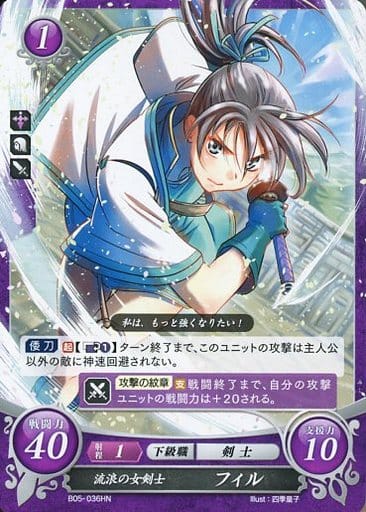 1
私は、もっと強くなりたい！
倭刀 起【1】ターン終了まで、このユニットの攻撃は主人公
以外の敵に神速回避されない。
攻撃の紋章 支 戦闘終了まで、自分の攻撃
ユニットの戦闘力は＋20される。
戦闘力
40
射程 1 下級職 剣士
支援力
10
流浪の女剣士 フィル
B05-036HN
Illust：四季童子